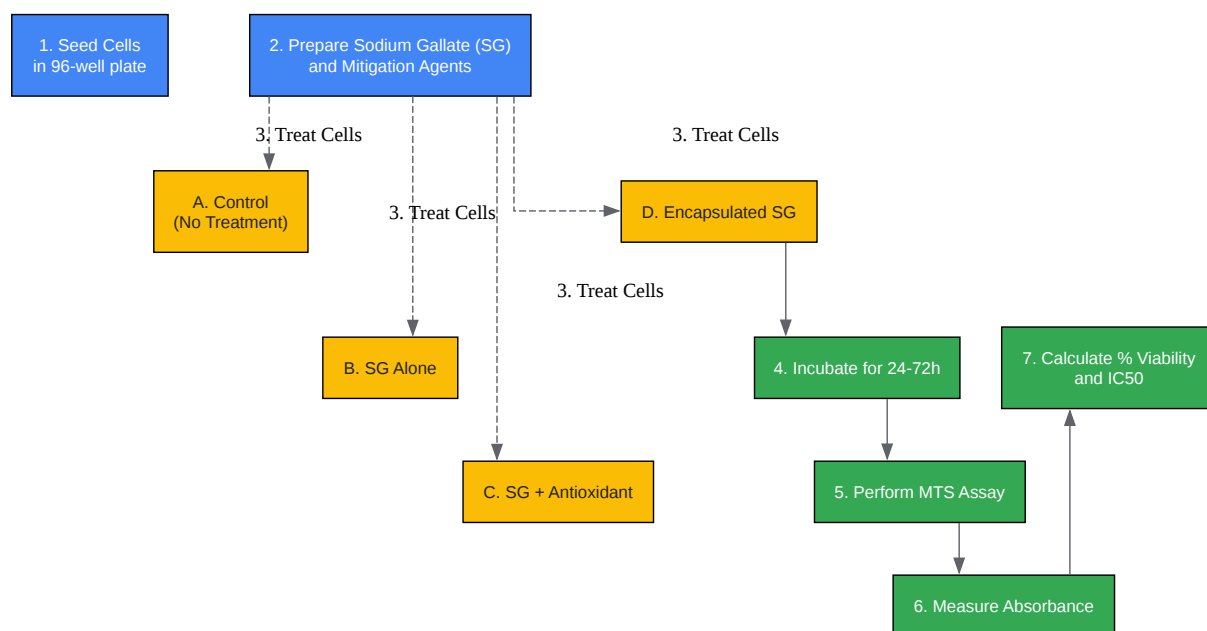 1. Seed Cells
in 96-well plate
2. Prepare Sodium Gallate (SG)
and Mitigation Agents
3. Treat Cells
3. Treat Cells
A. Control
(No Treatment)
3. Treat Cells
D. Encapsulated SG
3. Treat Cells
B. SG Alone
4. Incubate for 24-72h
7. Calculate % Viability
and IC50
C. SG + Antioxidant
5. Perform MTS Assay
6. Measure Absorbance